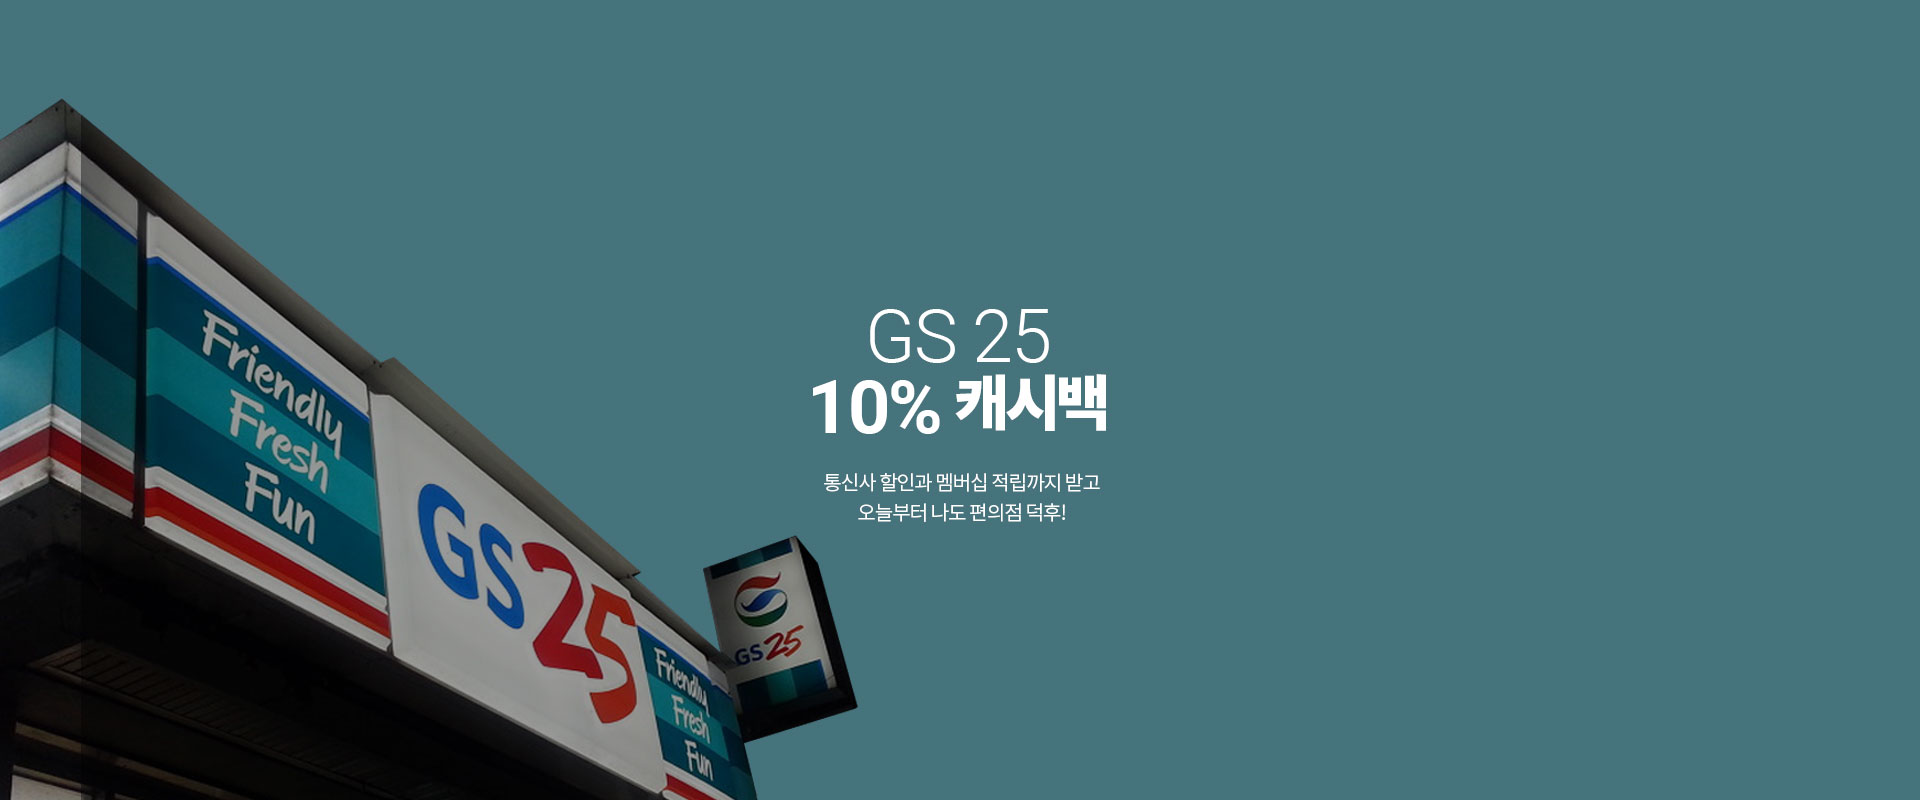 GS 25
10% 캐시백
통신사 할인과 멤버십 적립까지 받고
오늘부터 나도 편의점 덕후!
Friendly
Fresh
Fun
GS25
GS25
Friendly
Fresh
Fun